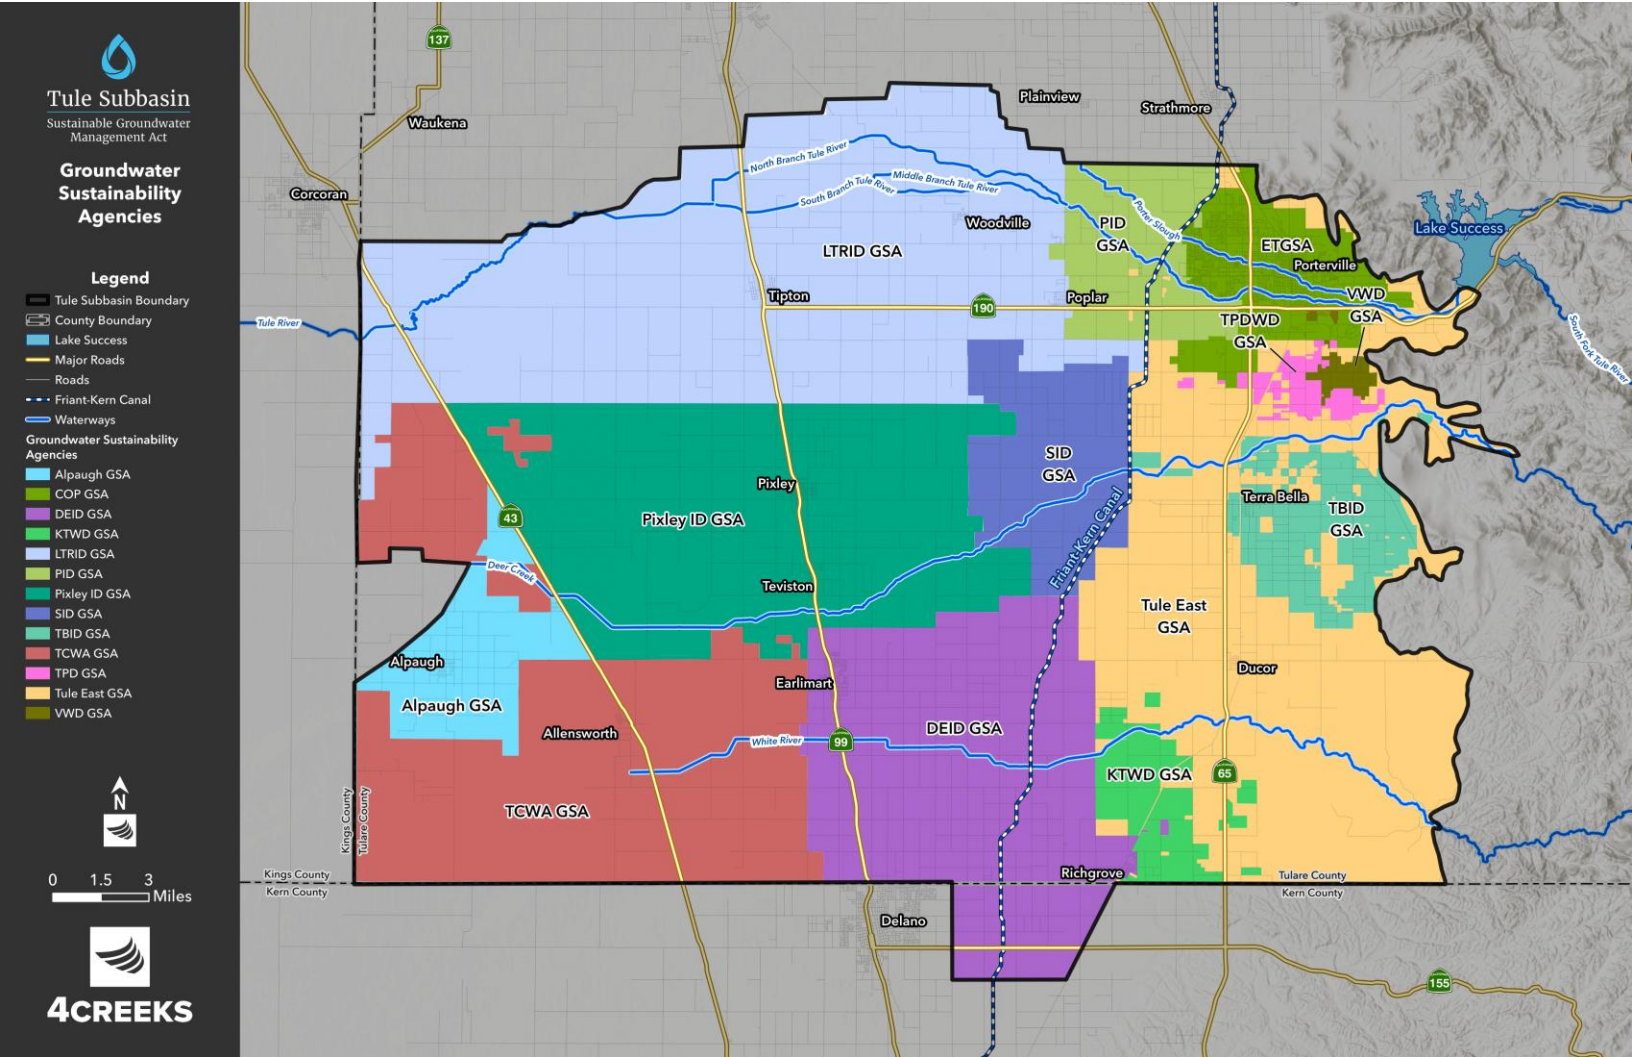 Tule Subbasin
Sustainable Groundwater
Management Act
Groundwater
Sustainability
Agencies
Legend
Tule Subbasin Boundary
County Boundary
Lake Success
Major Roads
Roads
Friant-Kern Canal
Waterways
Groundwater Sustainability
Agencies
Alpaugh GSA
COP GSA
DEID GSA
KTWD GSA
LTRID GSA
PID GSA
Pixley ID GSA
SID GSA
TBID GSA
TCWA GSA
TPD GSA
Tule East GSA
VWD GSA
N
0 1.5 3
Miles
4CREEKS
137
Waukena
Corcoran
Plainview
Strathmore
North Branch Tule River
South Branch Tule River
Middle Branch Tule River
Porter Slough
Woodville
LTRID GSA
PID
GSA
ETGSA
Porterville
Lake Success
VWD
GSA
Tule River
Tipton
190
Poplar
TPDWD
GSA
South Fork Tule River
SID
GSA
Pixley
Pixley ID GSA
43
Terra Bella
TBID
GSA
Friant-Kern Canal
Deer Creek
Teviston
Tule East
GSA
Alpaugh
Alpaugh GSA
Earlimart
Ducor
Allensworth
White River
99
DEID GSA
KTWD GSA
65
TCWA GSA
Kings County
Tulare County
Kings County
Kern County
Richgrove
Tulare County
Kern County
Delano
155